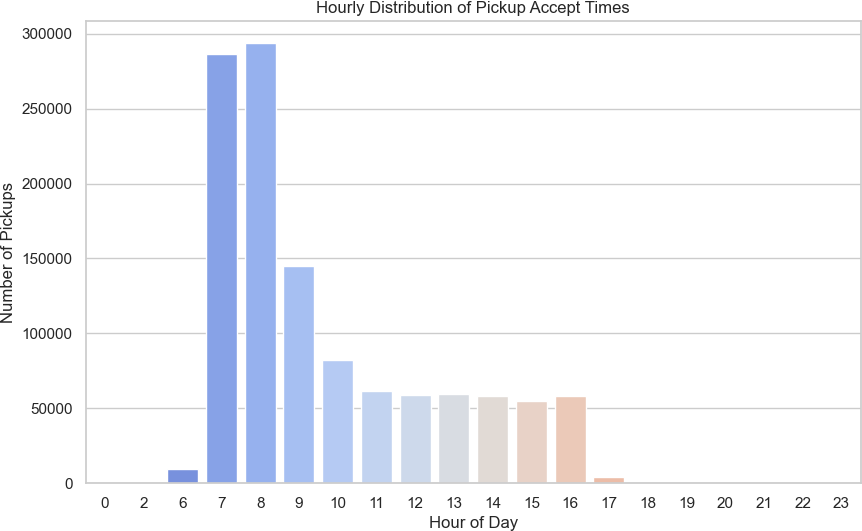 Hourly Distribution of Pickup Accept Times
Number of Pickups
300000
250000
200000
150000
100000
50000
0
0 2 6 7 8 9 10 11 12 13 14 15 16 17 18 19 20 21 22 23
Hour of Day